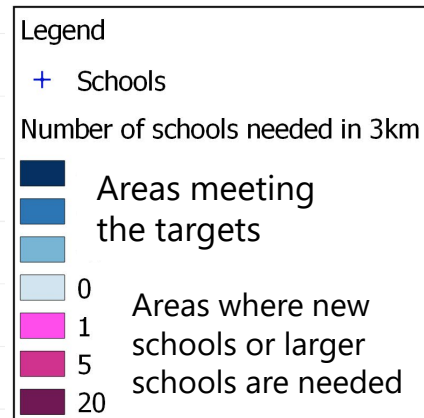 Legend
Schools
Number of schools needed in 3km
Areas meeting
the targets
0
Areas where new
1
schools or larger
5
schools are needed
20